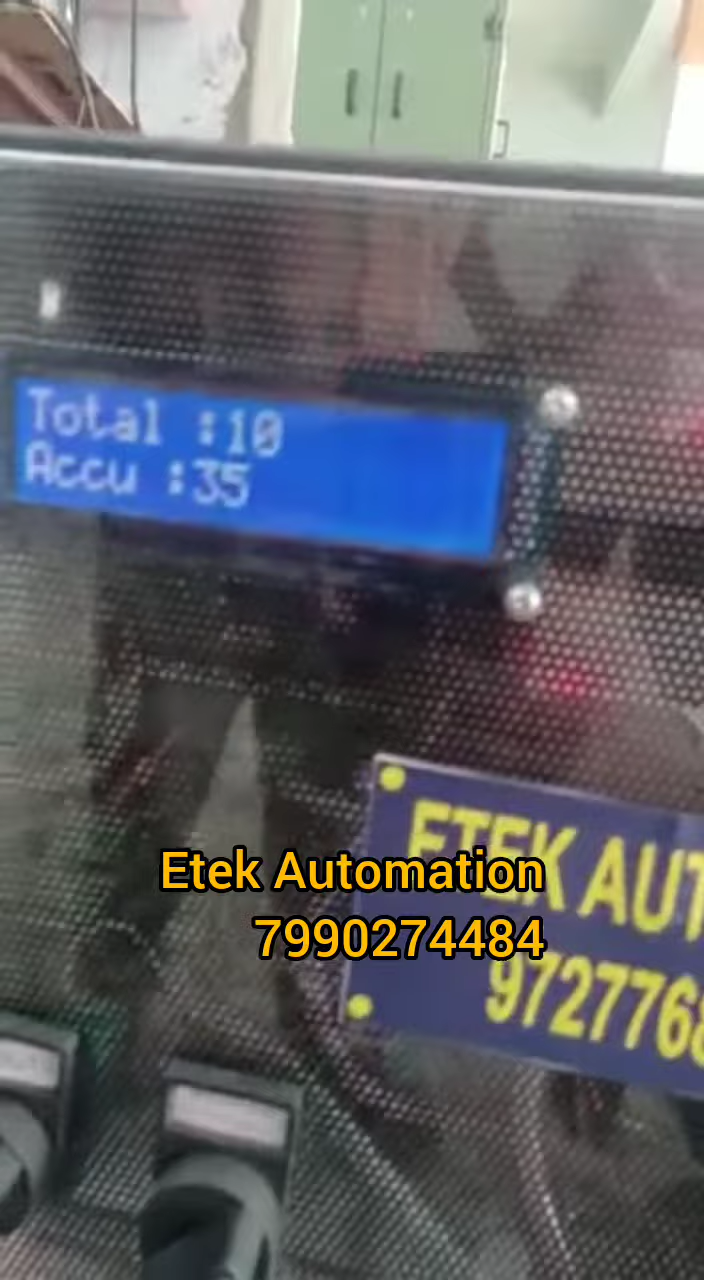 Total :10
Accu :35
ETEK AUT
Etek Automation
7990274484
9727768